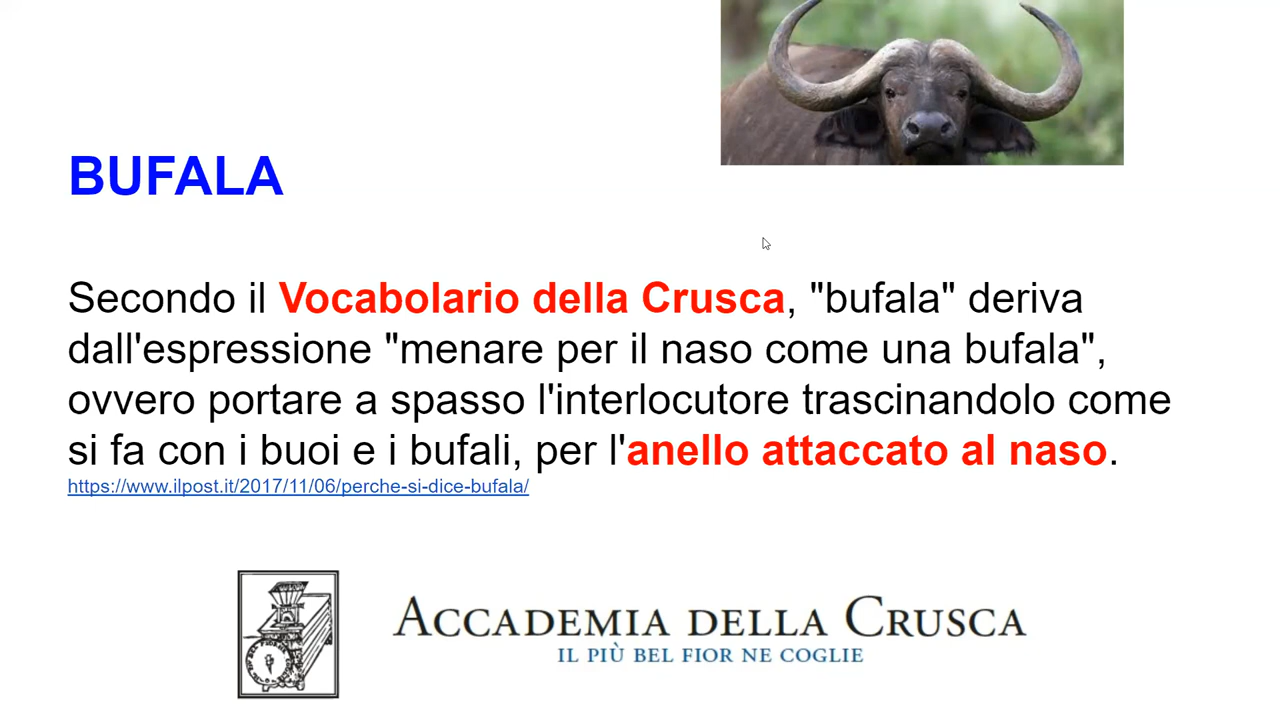 BUFALA
Secondo il Vocabolario della Crusca, "bufala" deriva
dall'espressione "menare per il naso come una bufala",
ovvero portare a spasso l'interlocutore trascinandolo come
si fa con i buoi e i bufali, per l'anello attaccato al naso.
https://www.ilpost.it/2017/11/06/perche-si-dice-bufala/
ACCADEMIA DELLA CRUSCA
IL PIÙ BEL FIOR NE COGLIE